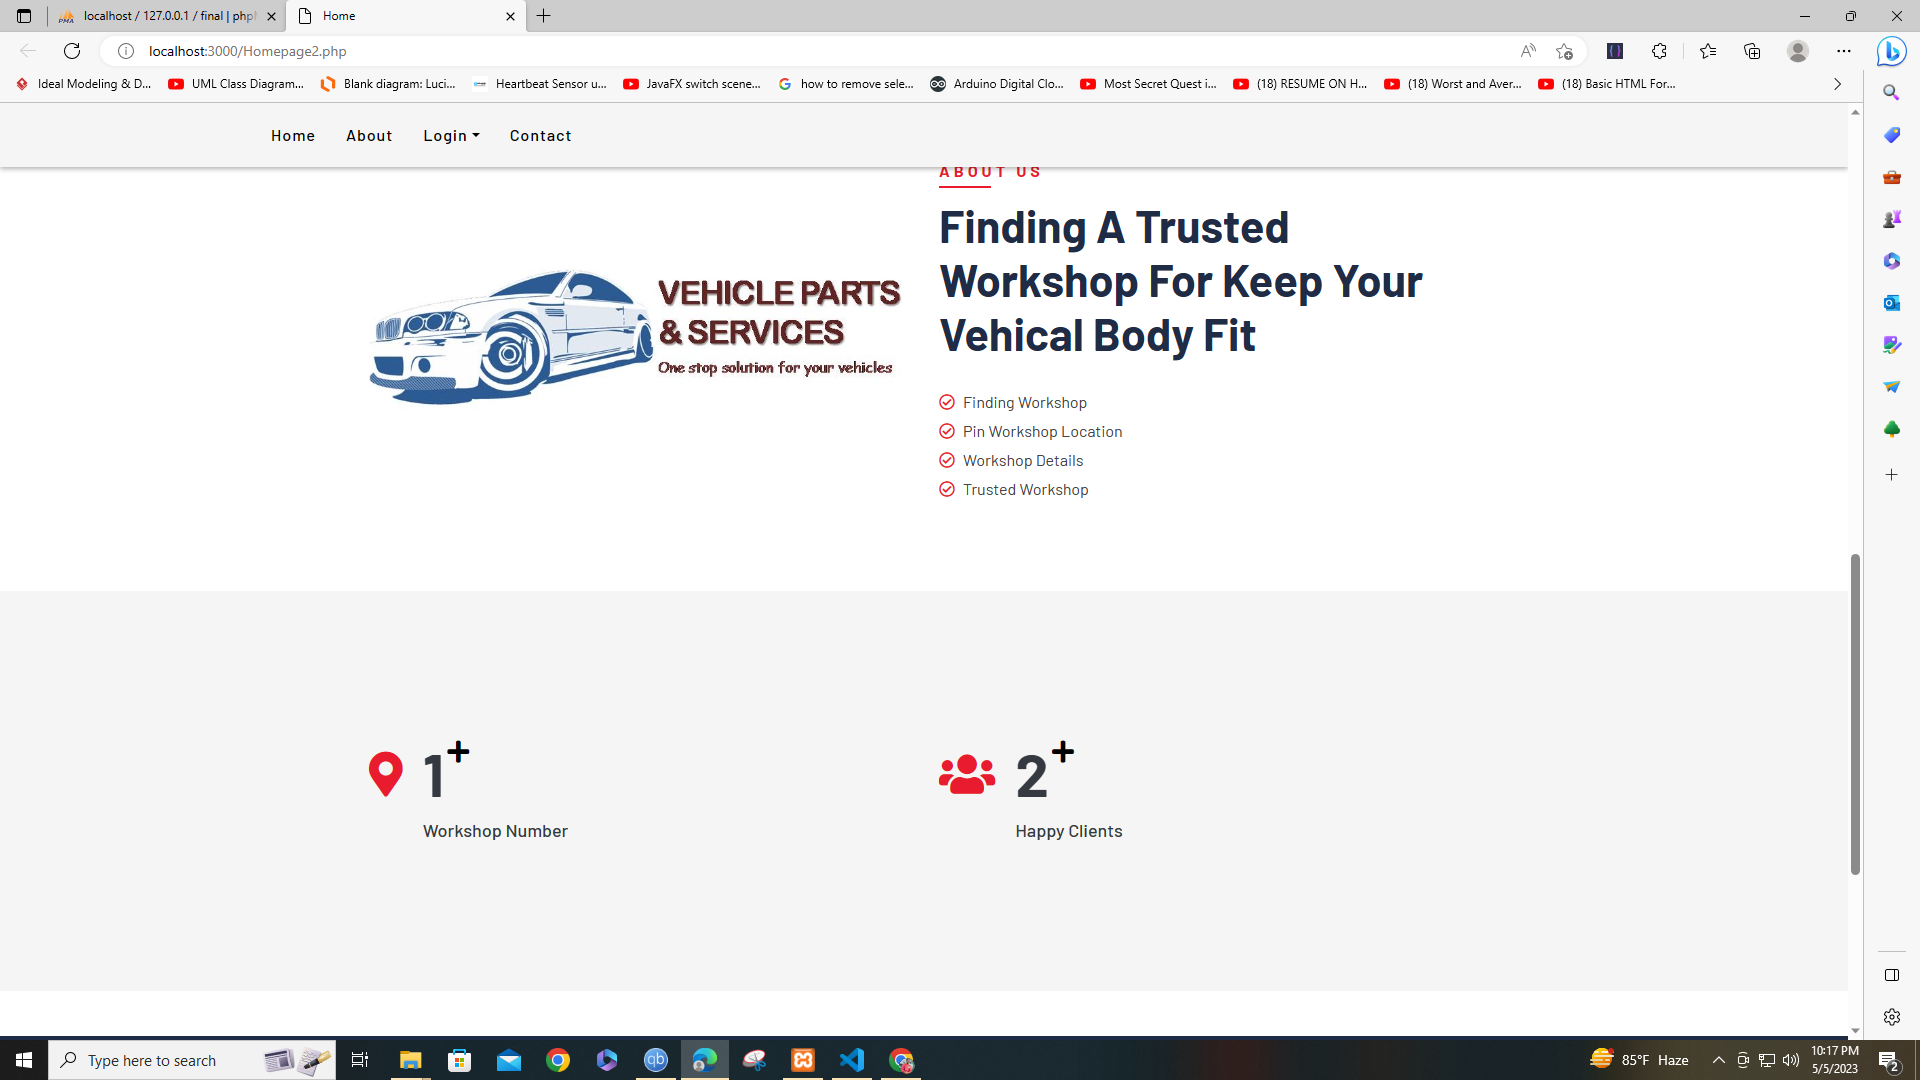 localhost / 127.0.0.1 / final | php
Home
localhost:3000/Homepage2.php
Ideal Modeling & D...
UML Class Diagram...
Blank diagram: Luci...
Heartbeat Sensor u...
JavaFX switch scene...
how to remove sele...
Arduino Digital Clo...
Most Secret Quest i...
(18) RESUME ON H...
(18) Worst and Aver...
(18) Basic HTML For...
Home
About
Login
Contact
ABOUT US
Finding A Trusted
Workshop For Keep Your
Vehical Body Fit
VEHICLE PARTS
& SERVICES
One stop solution for your vehicles
Finding Workshop
Pin Workshop Location
Workshop Details
Trusted Workshop
1+
Workshop Number
2+
Happy Clients
Type here to search
85°F Haze
10:17 PM
5/5/2023
2